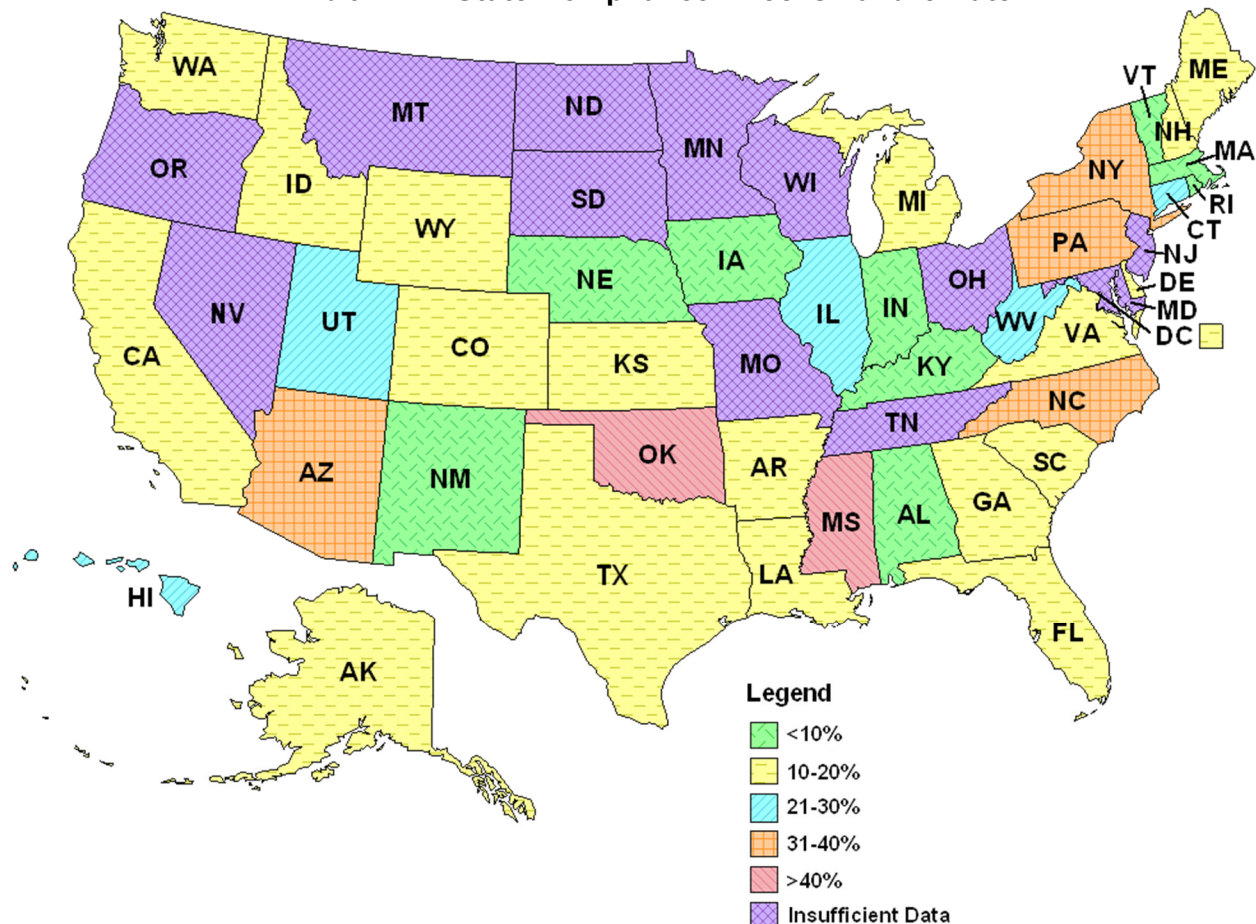 WA
MT
ND
MN
VT
ME
NH
MA
OR
ID
WY
SD
WI
MI
NY
RI
CT
PA
NJ
DE
MD
DC
NV
UT
CO
NE
IA
IL
IN
OH
WV
VA
CA
KS
MO
KY
NC
TN
AZ
NM
OK
AR
SC
MS
AL
GA
TX
LA
HI
AK
FL
Legend
<10%
10-20%
21-30%
31-40%
>40%
Insufficient Data